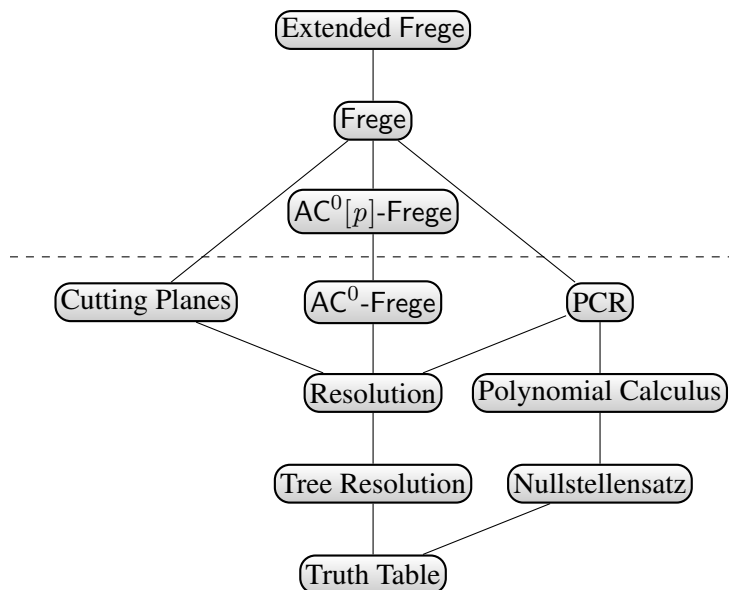 Extended Frege
Frege
AC⁰[p]-Frege
Cutting Planes
AC⁰-Frege
PCR
Resolution
Polynomial Calculus
Tree Resolution
Nullstellensatz
Truth Table